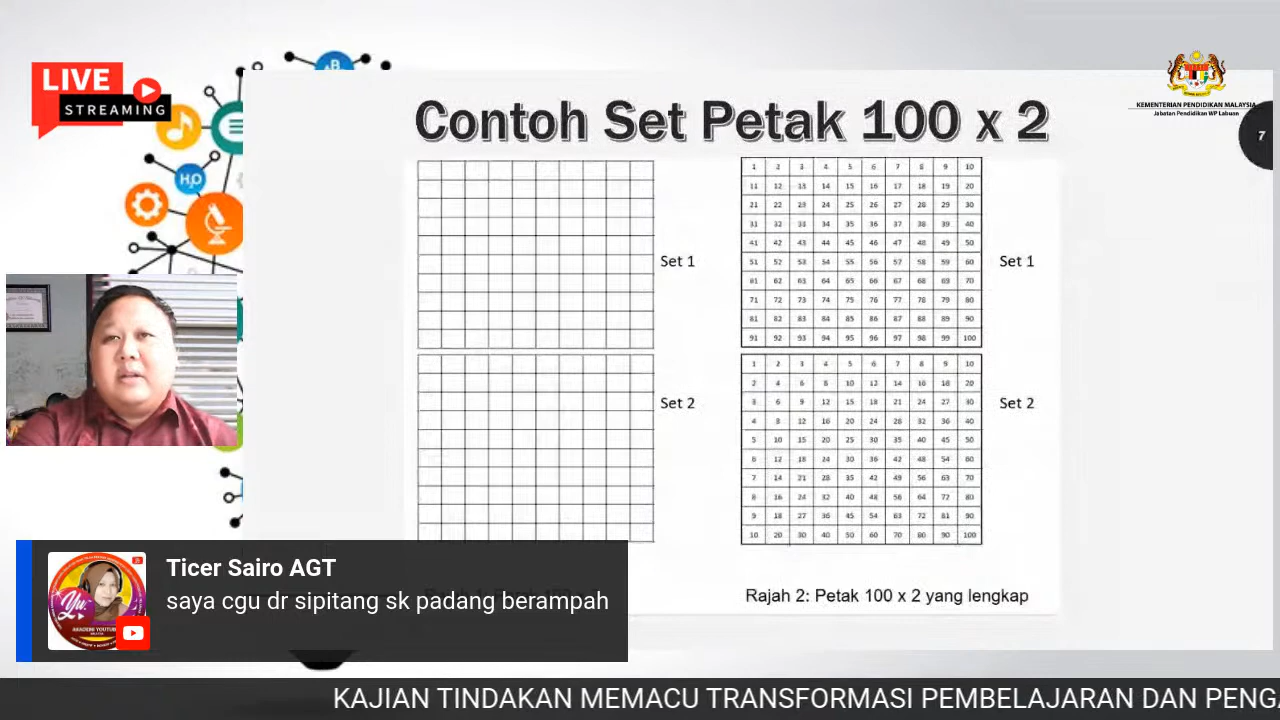 LIVE
STREAMING
KEMENTERIAN PENDIDIKAN MALAYSIA
Jabatan Pendidikan WP Labuan
7
B
H₂O
Contoh Set Petak 100 x 2
1 2 3 4 5 6 7 8 9 10
11 12 13 14 15 16 17 18 19 20
21 22 23 24 25 26 27 28 29 30
31 32 33 34 35 36 37 38 39 40
41 42 43 44 45 46 47 48 49 50
51 52 53 54 55 56 57 58 59 60
61 62 63 64 65 66 67 68 69 70
71 72 73 74 75 76 77 78 79 80
81 82 83 84 85 86 87 88 89 90
91 92 93 94 95 96 97 98 99 100
Set 1
Set 1
1 2 3 4 5 6 7 8 9 10
2 4 6 8 10 12 14 16 18 20
3 6 9 12 15 18 21 24 27 30
4 8 12 16 20 24 28 32 36 40
5 10 15 20 25 30 35 40 45 50
6 12 18 24 30 36 42 48 54 60
7 14 21 28 35 42 49 56 63 70
8 16 24 32 40 48 56 64 72 80
9 18 27 36 45 54 63 72 81 90
10 20 30 40 50 60 70 80 90 100
Set 2
Set 2
Rajah 2: Petak 100 x 2 yang lengkap
Ticer Sairo AGT
saya cgu dr sipitang sk padang berampah
KAJIAN TINDAKAN MEMACU TRANSFORMASI PEMBELAJARAN DAN PENGA